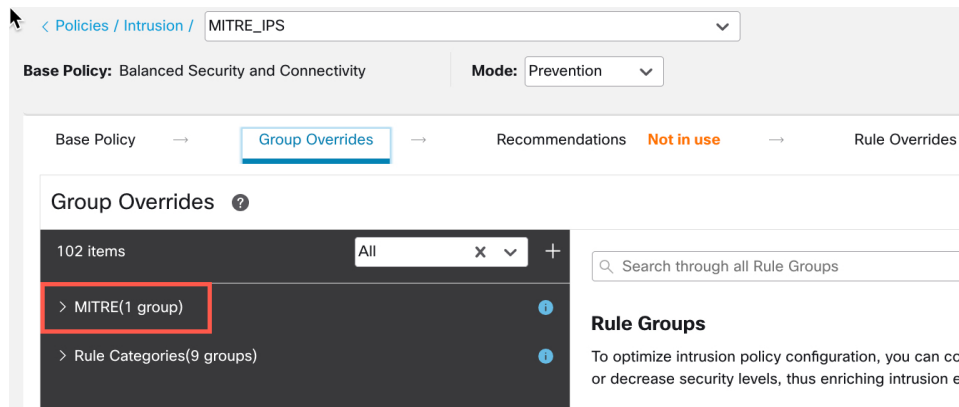 < Policies / Intrusion / MITRE_IPS
Base Policy: Balanced Security and Connectivity Mode: Prevention
Base Policy → Group Overrides → Recommendations Not in use → Rule Overrides
Group Overrides ?
102 items All X +
Search through all Rule Groups
> MITRE(1 group) i
Rule Groups
> Rule Categories(9 groups) i
To optimize intrusion policy configuration, you can co
or decrease security levels, thus enriching intrusion e